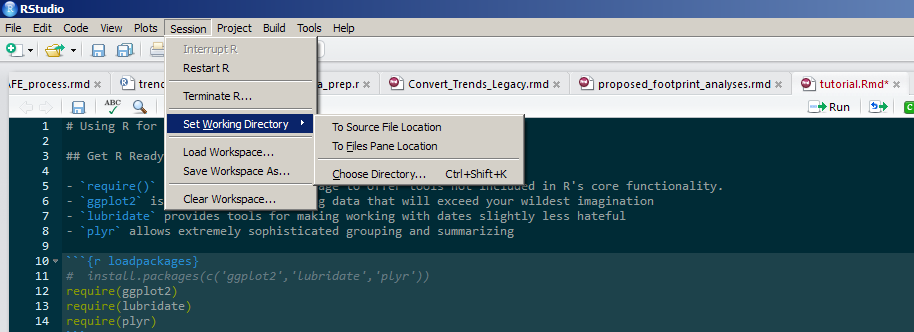 RStudio
File Edit Code View Plots Session Project Build Tools Help
Interrupt R
Restart R
Terminate R...
Set Working Directory
Load Workspace...
Save Workspace As...
Clear Workspace...
To Source File Location
To Files Pane Location
Choose Directory... Ctrl+Shift+K
AFE_process.rmd trend a_prep.r Convert_Trends_Legacy.rmd proposed_footprint_analyses.rmd tutorial.Rmd*
ABC Run C
1 # Using R for
2
3 ## Get R Ready
4
5 - `require()` age to offer tools not included in R's core functionality.
6 - `ggplot2` is g data that will exceed your wildest imagination
7 - `lubridate` provides tools for making working with dates slightly less hateful
8 - `plyr` allows extremely sophisticated grouping and summarizing
9
10 ```{r loadpackages}
11 # install.packages(c('ggplot2','lubridate','plyr'))
12 require(ggplot2)
13 require(lubridate)
14 require(plyr)